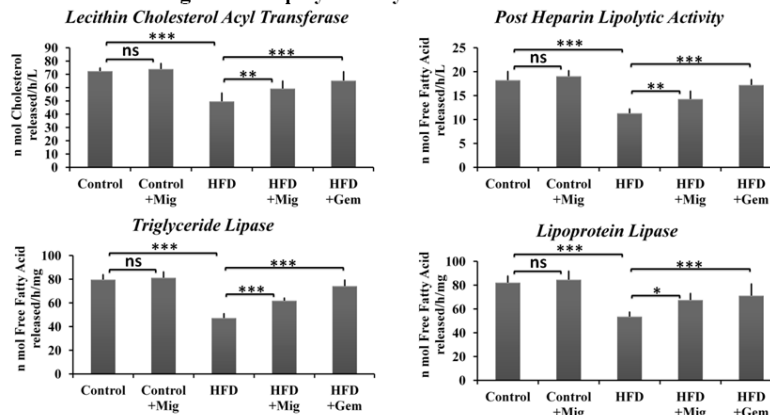 Lecithin Cholesterol Acyl Transferase
n mol Cholesterol
released/h/L
90
80
70
60
50
40
30
20
10
0
***
ns
***
**
Control
Control
+Mig
HFD
HFD
+Mig
HFD
+Gem
Post Heparin Lipolytic Activity
n mol Free Fatty Acid
released/h/L
25
20
15
10
5
0
***
ns
***
**
Control
Control
+Mig
HFD
HFD
+Mig
HFD
+Gem
Triglyceride Lipase
n mol Free Fatty Acid
released/h/mg
100
80
60
40
20
0
***
ns
***
***
Control
Control
+Mig
HFD
HFD
+Mig
HFD
+Gem
Lipoprotein Lipase
n mol Free Fatty Acid
released/h/mg
100
80
60
40
20
0
***
ns
***
*
Control
Control
+Mig
HFD
HFD
+Mig
HFD
+Gem